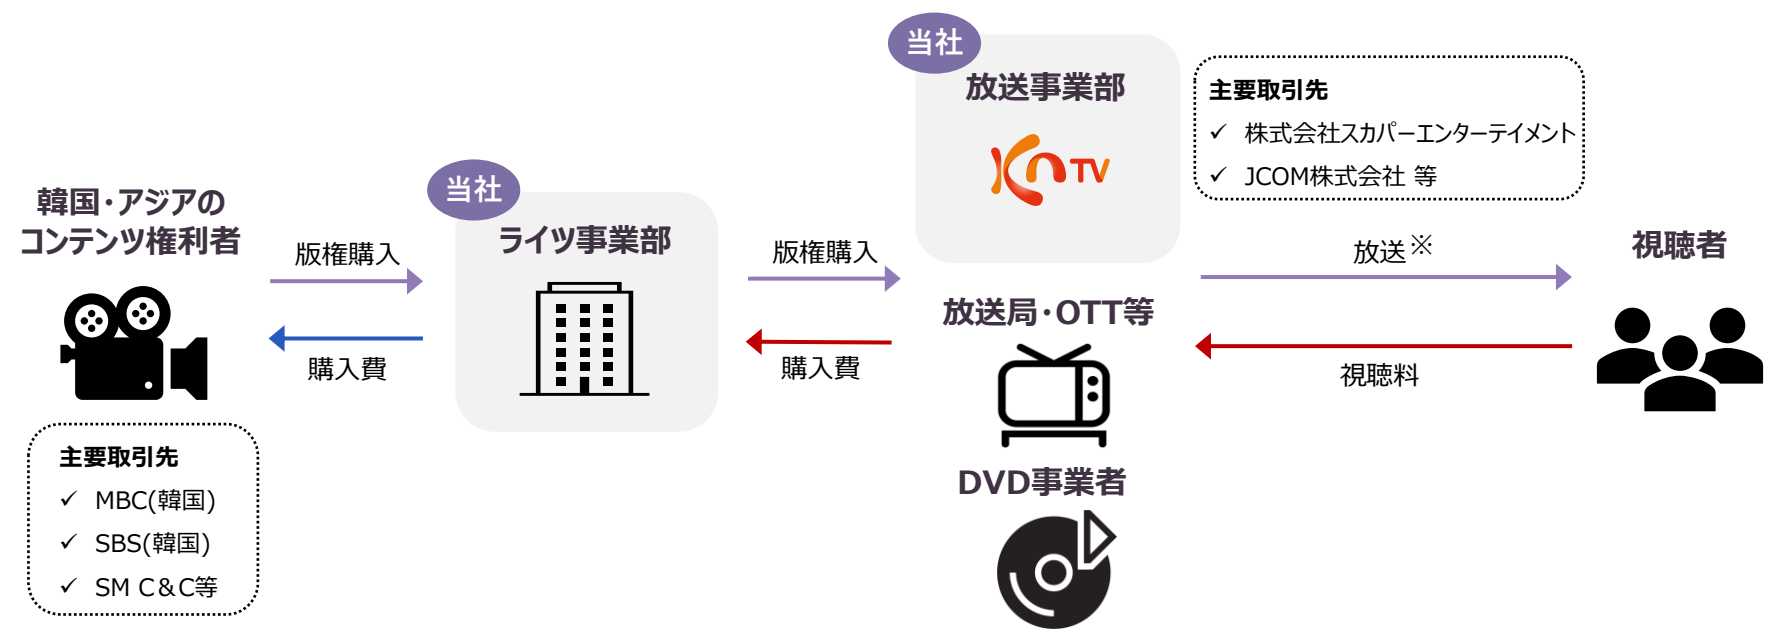 韓国・アジアの
コンテンツ権利者
主要取引先
✓ MBC(韓国)
✓ SBS(韓国)
✓ SM C&C等
版権購入
購入費
当社
ライツ事業部
版権購入
購入費
当社
放送事業部
KnTV
放送局・OTT等
DVD事業者
主要取引先
✓ 株式会社スカパーエンターテイメント
✓ JCOM株式会社 等
放送※
視聴料
視聴者